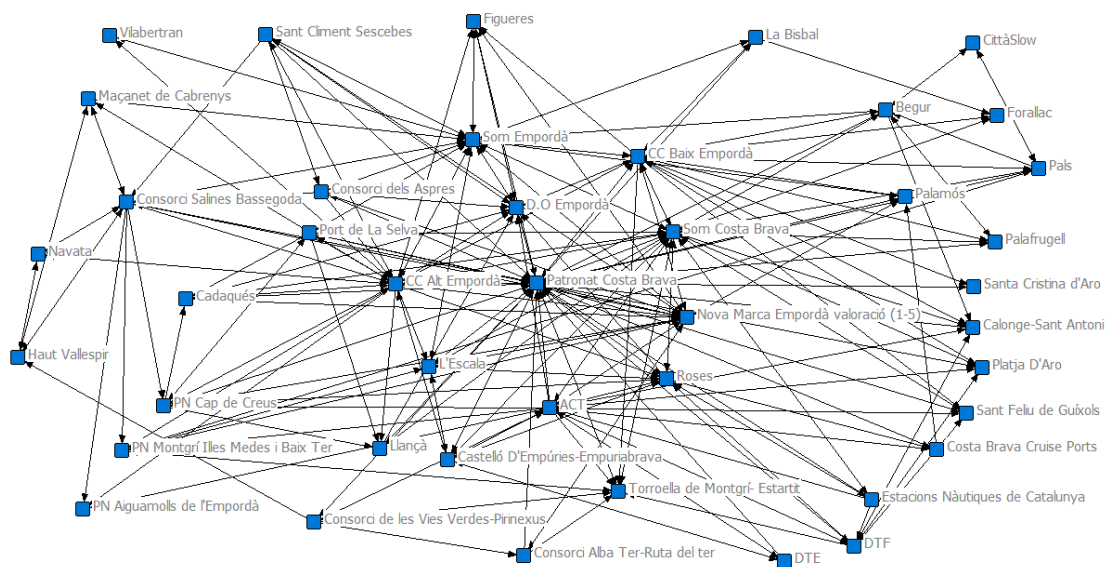 Figueres
Vilabertran
Sant Climent Sescebes
La Bisbal
CittàSlow
Maçanet de Cabrenys
Begur
Forallac
Som Empordà
CC Baix Empordà
Pals
Consorci dels Aspres
Palamós
Consorci Salines Bassegoda
D.O Empordà
Port de La Selva
Som Costa Brava
Palafrugell
Navata
CC Alt Empordà
Patronat Costa Brava
Santa Cristina d'Aro
Cadaqués
Nova Marca Empordà valoració (1-5)
Calonge-Sant Antoni
Haut Vallespir
L'Escala
Platja D'Aro
Roses
PN Cap de Creus
ACT
Sant Feliu de Guíxols
PN Montgrí Illes Medes i Baix Ter
Llançà
Costa Brava Cruise Ports
Castelló D'Empúries-Empuriabrava
Torroella de Montgrí- Estartit
Estacions Nàutiques de Catalunya
PN Aiguamolls de l'Empordà
Consorci de les Vies Verdes-Pirinexus
DTF
Consorci Alba Ter-Ruta del ter
DTE